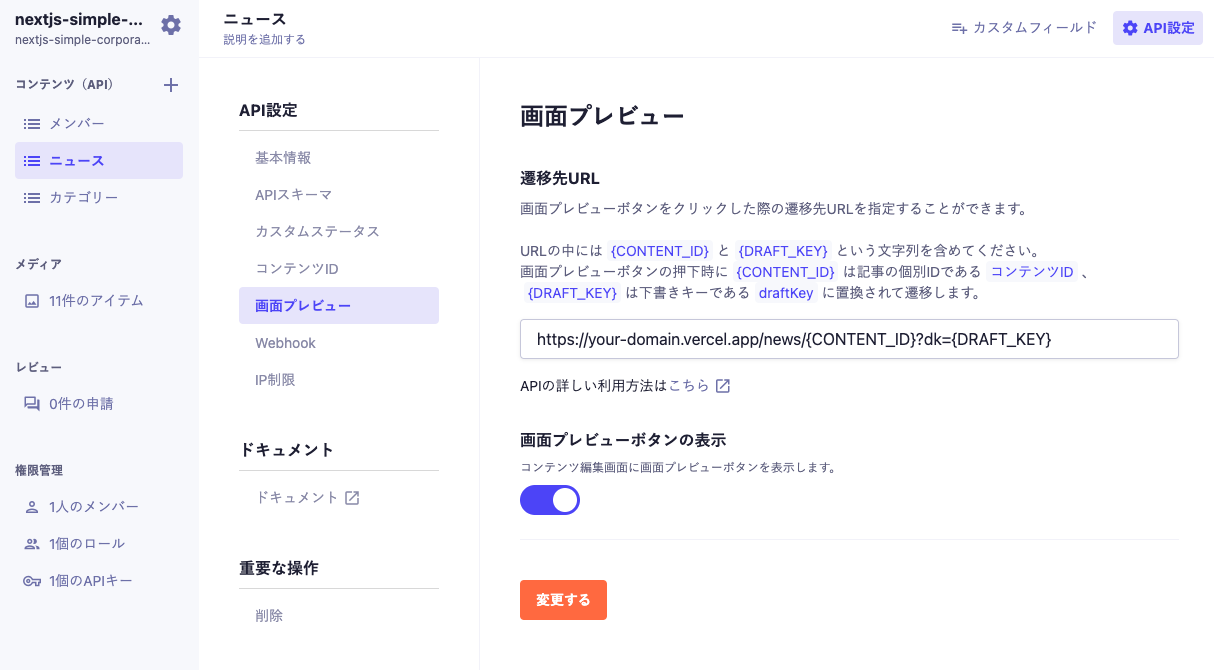 nextjs-simple-...
nextjs-simple-corpora...
コンテンツ（API）
メンバー
ニュース
カテゴリー
メディア
11件のアイテム
レビュー
0件の申請
権限管理
1人のメンバー
1個のロール
1個のAPIキー
ニュース
説明を追加する
カスタムフィールド
API設定
API設定
基本情報
APIスキーマ
カスタムステータス
コンテンツID
画面プレビュー
Webhook
IP制限
ドキュメント
ドキュメント
重要な操作
削除
画面プレビュー
遷移先URL
画面プレビューボタンをクリックした際の遷移先URLを指定することができます。
URLの中には {CONTENT_ID} と {DRAFT_KEY} という文字列を含めてください。
画面プレビューボタンの押下時に {CONTENT_ID} は記事の個別IDである コンテンツID 、
{DRAFT_KEY} は下書きキーである draftKey に置換されて遷移します。
https://your-domain.vercel.app/news/{CONTENT_ID}?dk={DRAFT_KEY}
APIの詳しい利用方法はこちら
画面プレビューボタンの表示
コンテンツ編集画面に画面プレビューボタンを表示します。
変更する